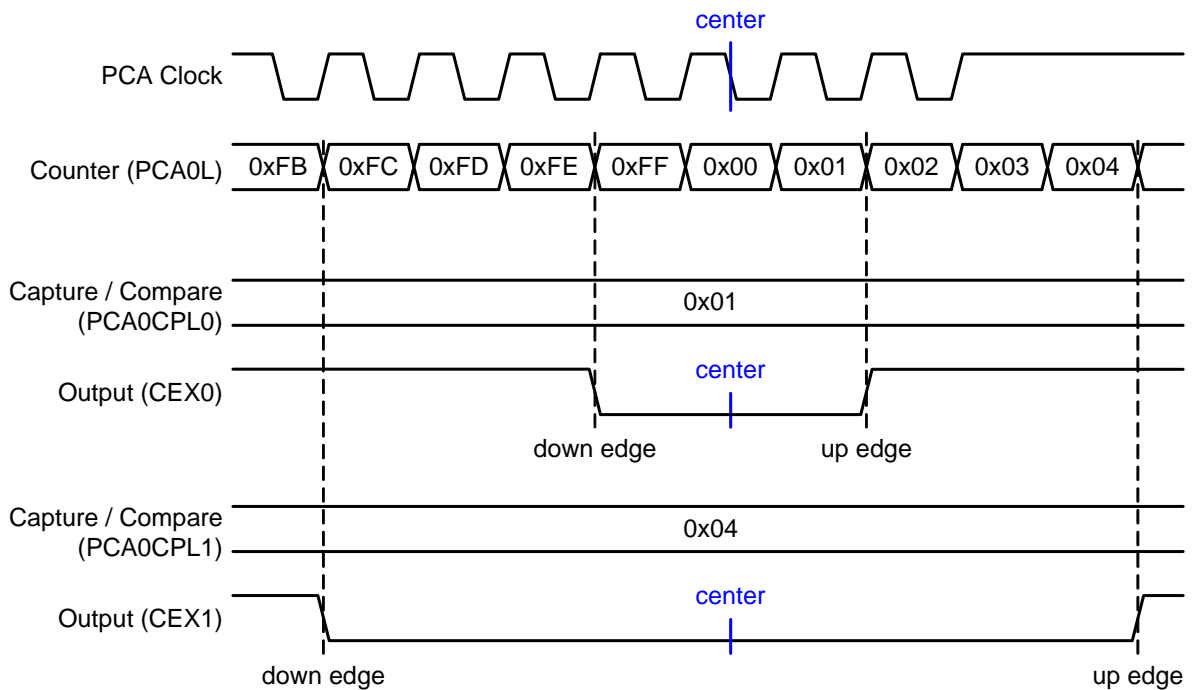 center
PCA Clock
Counter (PCA0L) 0xFB 0xFC 0xFD 0xFE 0xFF 0x00 0x01 0x02 0x03 0x04
Capture / Compare
(PCA0CPL0)
0x01
center
Output (CEX0)
down edge up edge
Capture / Compare
(PCA0CPL1)
0x04
center
Output (CEX1)
down edge up edge